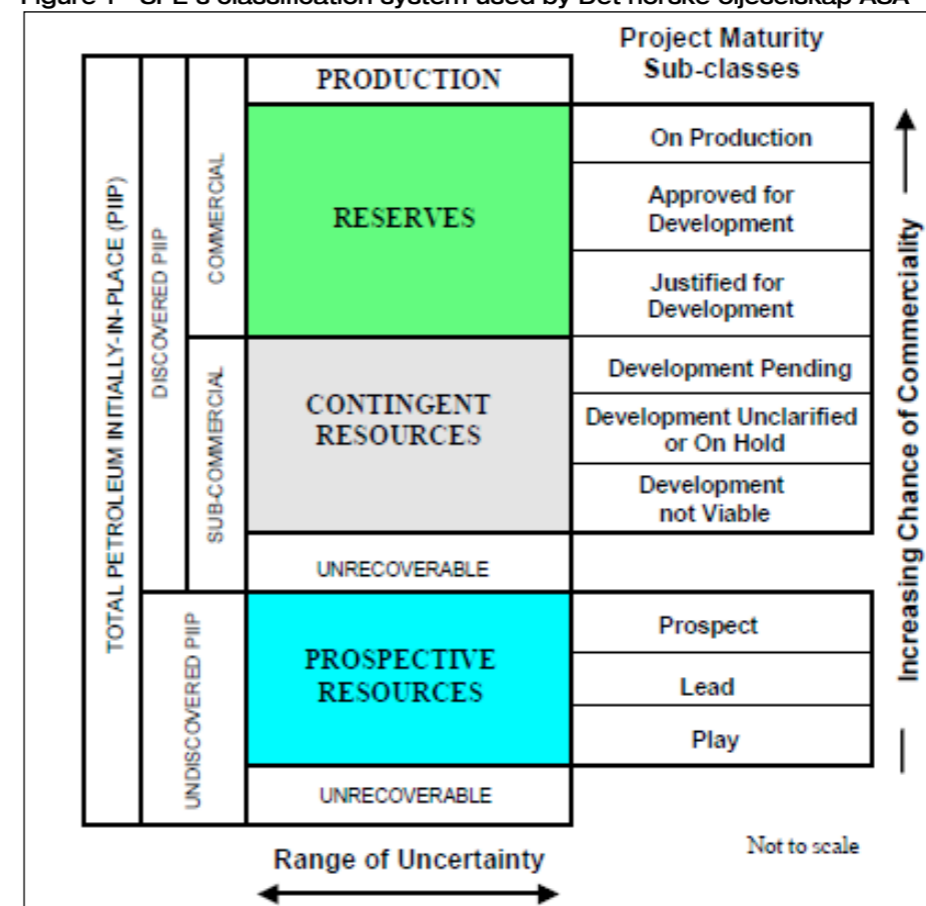 Figure 1 - SPE's classification system used by Det norske oljeselskap ASA
Project Maturity
Sub-classes
PRODUCTION
On Production
Approved for
Development
Justified for
Development
RESERVES
Development Pending
Development Unclarified
or On Hold
Development
not Viable
CONTINGENT
RESOURCES
UNRECOVERABLE
Prospect
Lead
Play
PROSPECTIVE
RESOURCES
UNRECOVERABLE
TOTAL PETROLEUM INITIALLY-IN-PLACE (PIIP)
DISCOVERED PIIP
UNDISCOVERED PIIP
COMMERCIAL
SUB-COMMERCIAL
Increasing Chance of Commerciality
Not to scale
Range of Uncertainty